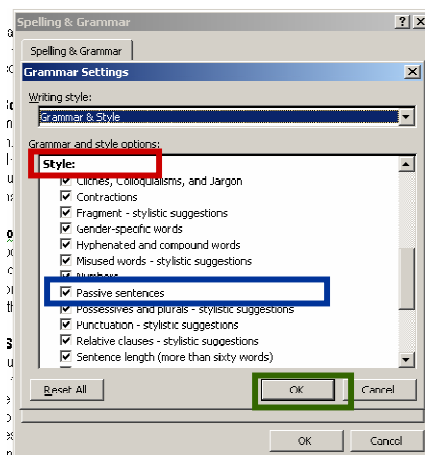 Spelling & Grammar
Spelling & Grammar
Grammar Settings
Writing style:
Grammar & Style
Grammar and style options:
Style:
Clichés, Colloquialisms, and Jargon
Contractions
Fragment - stylistic suggestions
Gender-specific words
Hyphenated and compound words
Misused words - stylistic suggestions
Numbers
Passive sentences
Possessives and plurals - stylistic suggestions
Punctuation - stylistic suggestions
Relative clauses - stylistic suggestions
Sentence length (more than sixty words)
Reset All
OK
Cancel
OK
Cancel